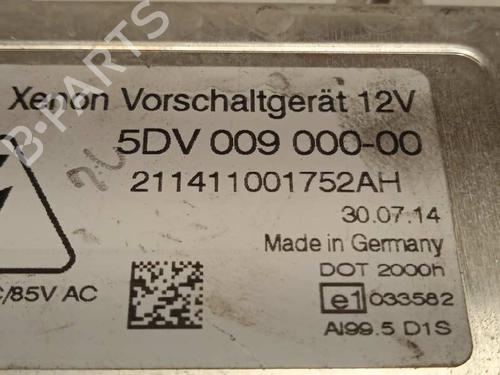 Xenon Vorschaltgerät 12V
5DV 009 000-00
211411001752AH
30.07.14
Made in Germany
DOT 2000h
C/85V AC
e1 033582
Al99.5 D1S
B-PARTS